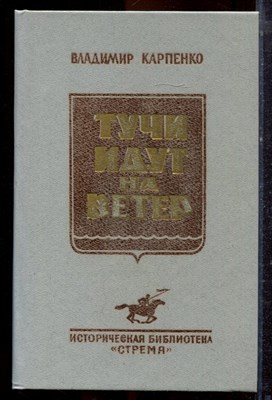 ВЛАДИМИР КАРПЕНКО
ТУЧИ
ИДУТ
НА
ВЕТЕР
ИСТОРИЧЕСКАЯ БИБЛИОТЕКА
«СТРЕМЯ»